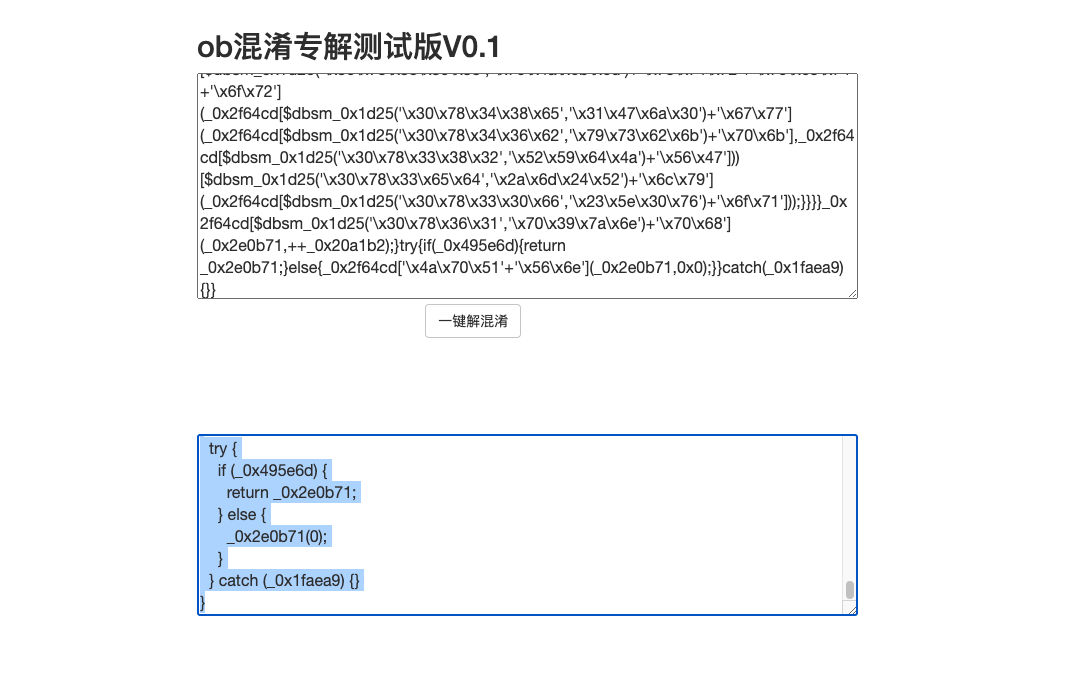 ob混淆专解测试版V0.1
+'\x6f\x72']
(_0x2f64cd[$dbsm_0x1d25('\x30\x78\x34\x38\x65','\x31\x47\x6a\x30')+'\x67\x77']
(_0x2f64cd[$dbsm_0x1d25('\x30\x78\x34\x36\x62','\x79\x73\x62\x6b')+'\x70\x6b'],_0x2f64
cd[$dbsm_0x1d25('\x30\x78\x33\x38\x32','\x52\x59\x64\x4a')+'\x56\x47']))
[$dbsm_0x1d25('\x30\x78\x33\x65\x64','\x2a\x6d\x24\x52')+'\x6c\x79']
(_0x2f64cd[$dbsm_0x1d25('\x30\x78\x33\x30\x66','\x23\x5e\x30\x76')+'\x6f\x71']));}}}}_0x
2f64cd[$dbsm_0x1d25('\x30\x78\x36\x31','\x70\x39\x7a\x6e')+'\x70\x68']
(_0x2e0b71,++_0x20a1b2);}try{if(_0x495e6d){return
_0x2e0b71;}else{_0x2f64cd['\x4a\x70\x51'+'\x56\x6e'](_0x2e0b71,0x0);}}catch(_0x1faea9)
{}}
一键解混淆
try {
if (_0x495e6d) {
return _0x2e0b71;
} else {
_0x2e0b71(0);
}
} catch (_0x1faea9) {}
}